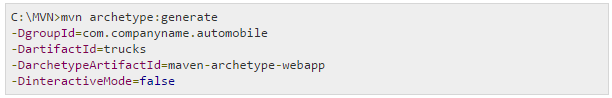 C:\MVN>mvn archetype:generate
-DgroupId=com.companyname.automobile
-DartifactId=trucks
-DarchetypeArtifactId=maven-archetype-webapp
-DinteractiveMode=false